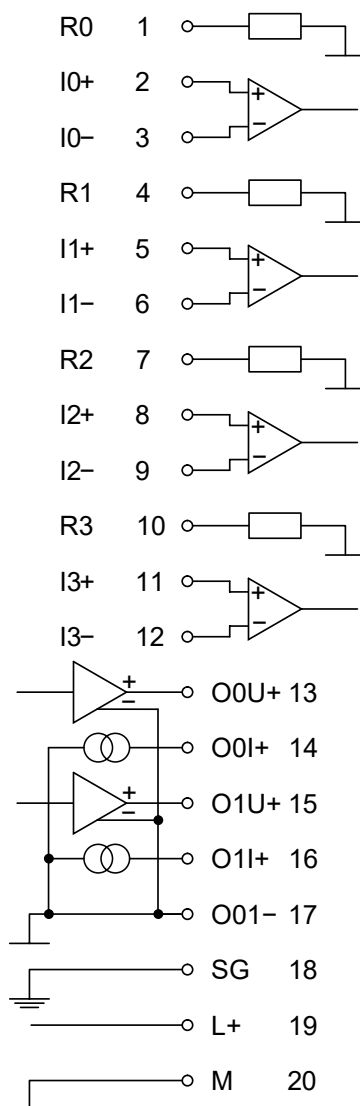 R0 1
I0+ 2
+
I0− 3
−
R1 4
I1+ 5
+
I1− 6
−
R2 7
I2+ 8
+
I2− 9
−
R3 10
I3+ 11
+
I3− 12
−
+
O0U+ 13
−
O0I+ 14
+
O1U+ 15
−
O1I+ 16
O01− 17
SG 18
L+ 19
M 20